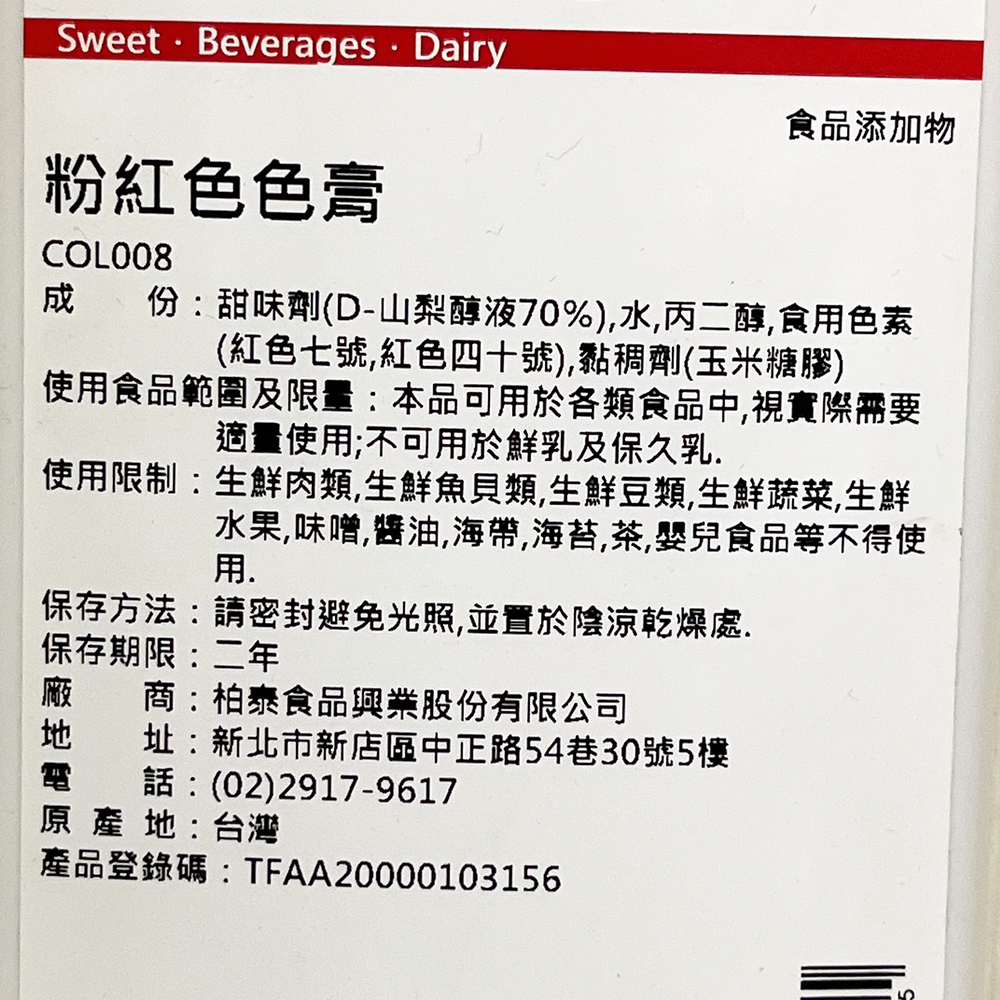 Sweet · Beverages · Dairy
食品添加物
粉紅色色膏
COL008
成　　份：甜味劑(D-山梨醇液70%),水,丙二醇,食用色素
(紅色七號,紅色四十號),黏稠劑(玉米糖膠)
使用食品範圍及限量：本品可用於各類食品中,視實際需要
適量使用;不可用於鮮乳及保久乳.
使用限制：生鮮肉類,生鮮魚貝類,生鮮豆類,生鮮蔬菜,生鮮
水果,味噌,醬油,海帶,海苔,茶,嬰兒食品等不得使
用.
保存方法：請密封避免光照,並置於陰涼乾燥處.
保存期限：二年
廠　　商：柏泰食品興業股份有限公司
地　　址：新北市新店區中正路54巷30號5樓
電　　話：(02)2917-9617
原 產 地：台灣
產品登錄碼：TFAA20000103156
5